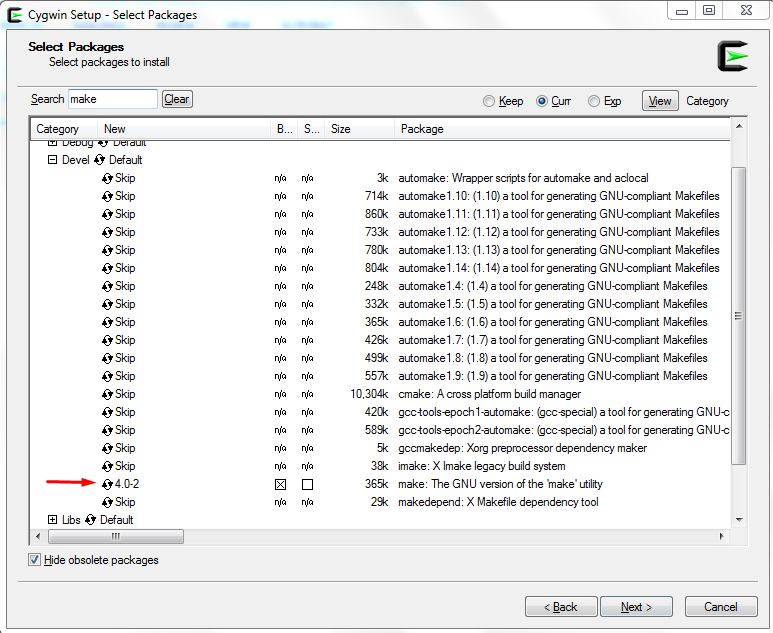 Cygwin Setup - Select Packages
Select Packages
Select packages to install
Search make Clear Keep Curr Exp View Category
Category New B... S... Size Package
Debug Default
Devel Default
Skip n/a n/a 3k automake: Wrapper scripts for automake and aclocal
Skip n/a n/a 714k automake1.10: (1.10) a tool for generating GNU-compliant Makefiles
Skip n/a n/a 860k automake1.11: (1.11) a tool for generating GNU-compliant Makefiles
Skip n/a n/a 733k automake1.12: (1.12) a tool for generating GNU-compliant Makefiles
Skip n/a n/a 780k automake1.13: (1.13) a tool for generating GNU-compliant Makefiles
Skip n/a n/a 804k automake1.14: (1.14) a tool for generating GNU-compliant Makefiles
Skip n/a n/a 248k automake1.4: (1.4) a tool for generating GNU-compliant Makefiles
Skip n/a n/a 332k automake1.5: (1.5) a tool for generating GNU-compliant Makefiles
Skip n/a n/a 365k automake1.6: (1.6) a tool for generating GNU-compliant Makefiles
Skip n/a n/a 426k automake1.7: (1.7) a tool for generating GNU-compliant Makefiles
Skip n/a n/a 499k automake1.8: (1.8) a tool for generating GNU-compliant Makefiles
Skip n/a n/a 557k automake1.9: (1.9) a tool for generating GNU-compliant Makefiles
Skip n/a n/a 10,304k cmake: A cross platform build manager
Skip n/a n/a 420k gcc-tools-epoch1-automake: (gcc-special) a tool for generating GNU-c
Skip n/a n/a 589k gcc-tools-epoch2-automake: (gcc-special) a tool for generating GNU-c
Skip n/a n/a 5k gccmakedep: Xorg preprocessor dependency maker
Skip n/a n/a 38k imake: X Imake legacy build system
4.0-2 365k make: The GNU version of the 'make' utility
Skip n/a n/a 29k makedepend: X Makefile dependency tool
Libs Default
Hide obsolete packages
< Back Next > Cancel